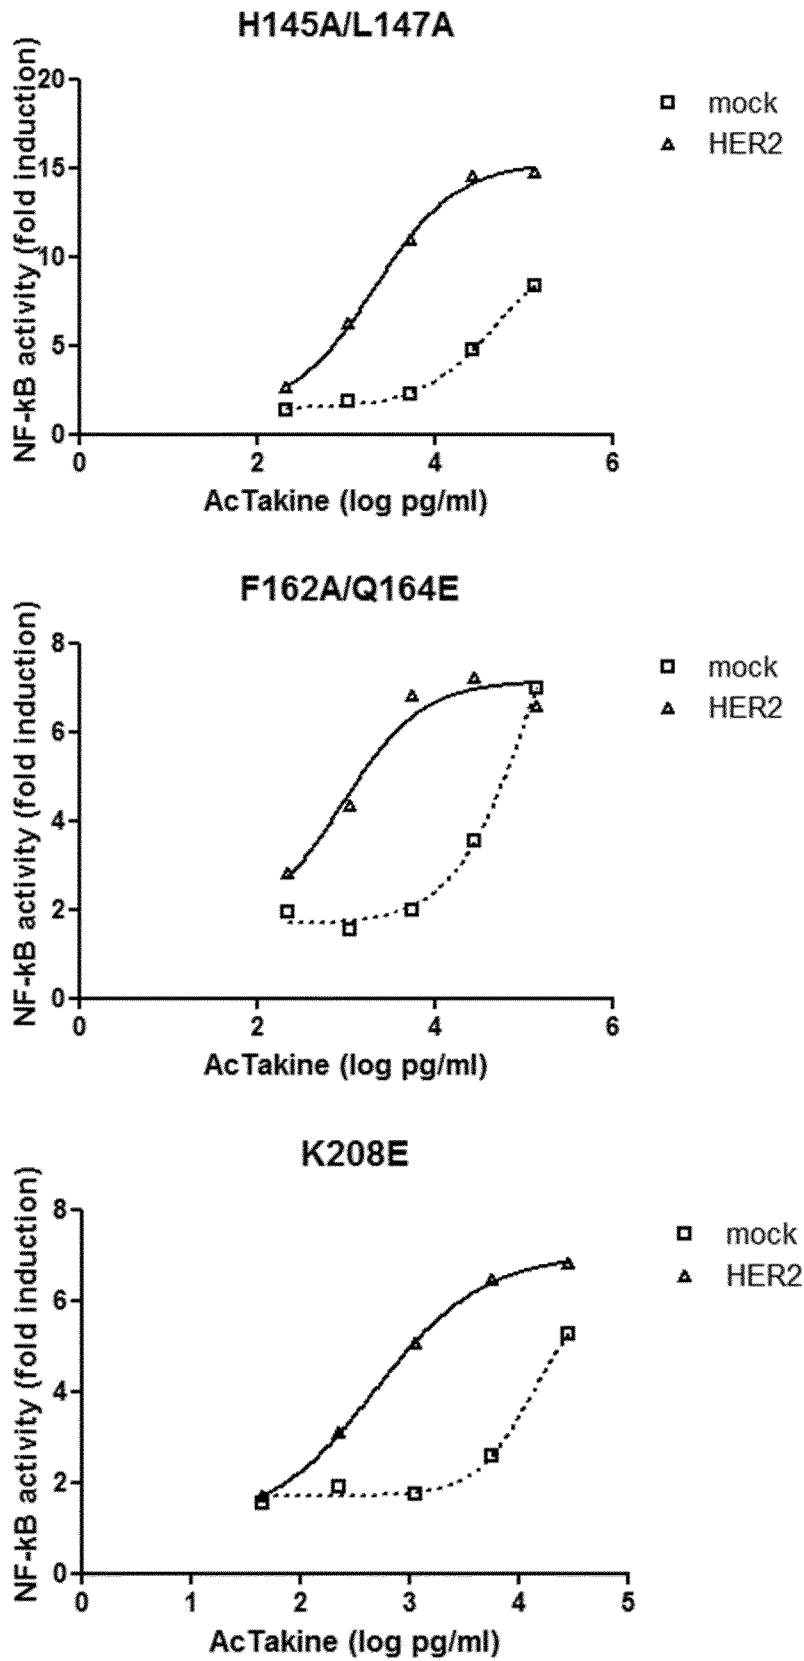 H145A/L147A
NF-kB activity (fold induction)
20
15
10
5
0
0 2 4 6
AcTakine (log pg/ml)
mock
HER2
F162A/Q164E
NF-kB activity (fold induction)
8
6
4
2
0
0 2 4 6
AcTakine (log pg/ml)
mock
HER2
K208E
NF-kB activity (fold induction)
8
6
4
2
0
0 1 2 3 4 5
AcTakine (log pg/ml)
mock
HER2